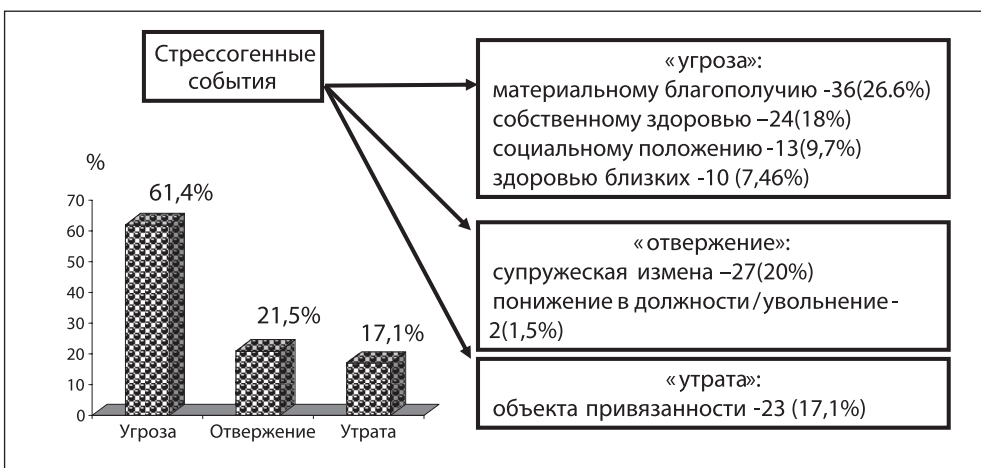 Стрессогенные
события
«угроза»:
материальному благополучию -36(26.6%)
собственному здоровью –24(18%)
социальному положению -13(9,7%)
здоровью близких -10 (7,46%)
«отвержение»:
супружеская измена –27(20%)
понижение в должности/увольнение-
2(1,5%)
«утрата»:
объекта привязанности -23 (17,1%)
%
61,4%
21,5%
17,1%
70
60
50
40
30
20
10
0
Угроза Отвержение Утрата